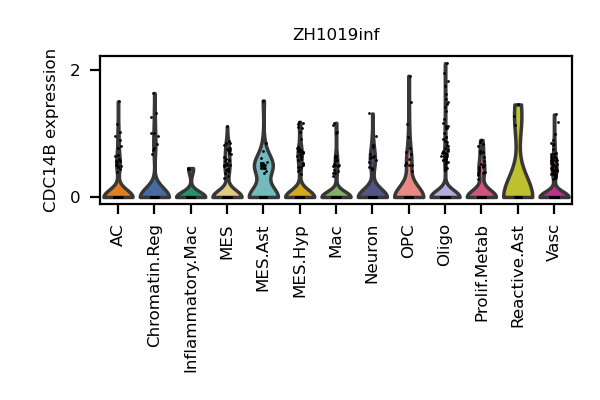 ZH1019inf
CDC14B expression
2
0
AC
Chromatin.Reg
Inflammatory.Mac
MES
MES.Ast
MES.Hyp
Mac
Neuron
OPC
Oligo
Prolif.Metab
Reactive.Ast
Vasc